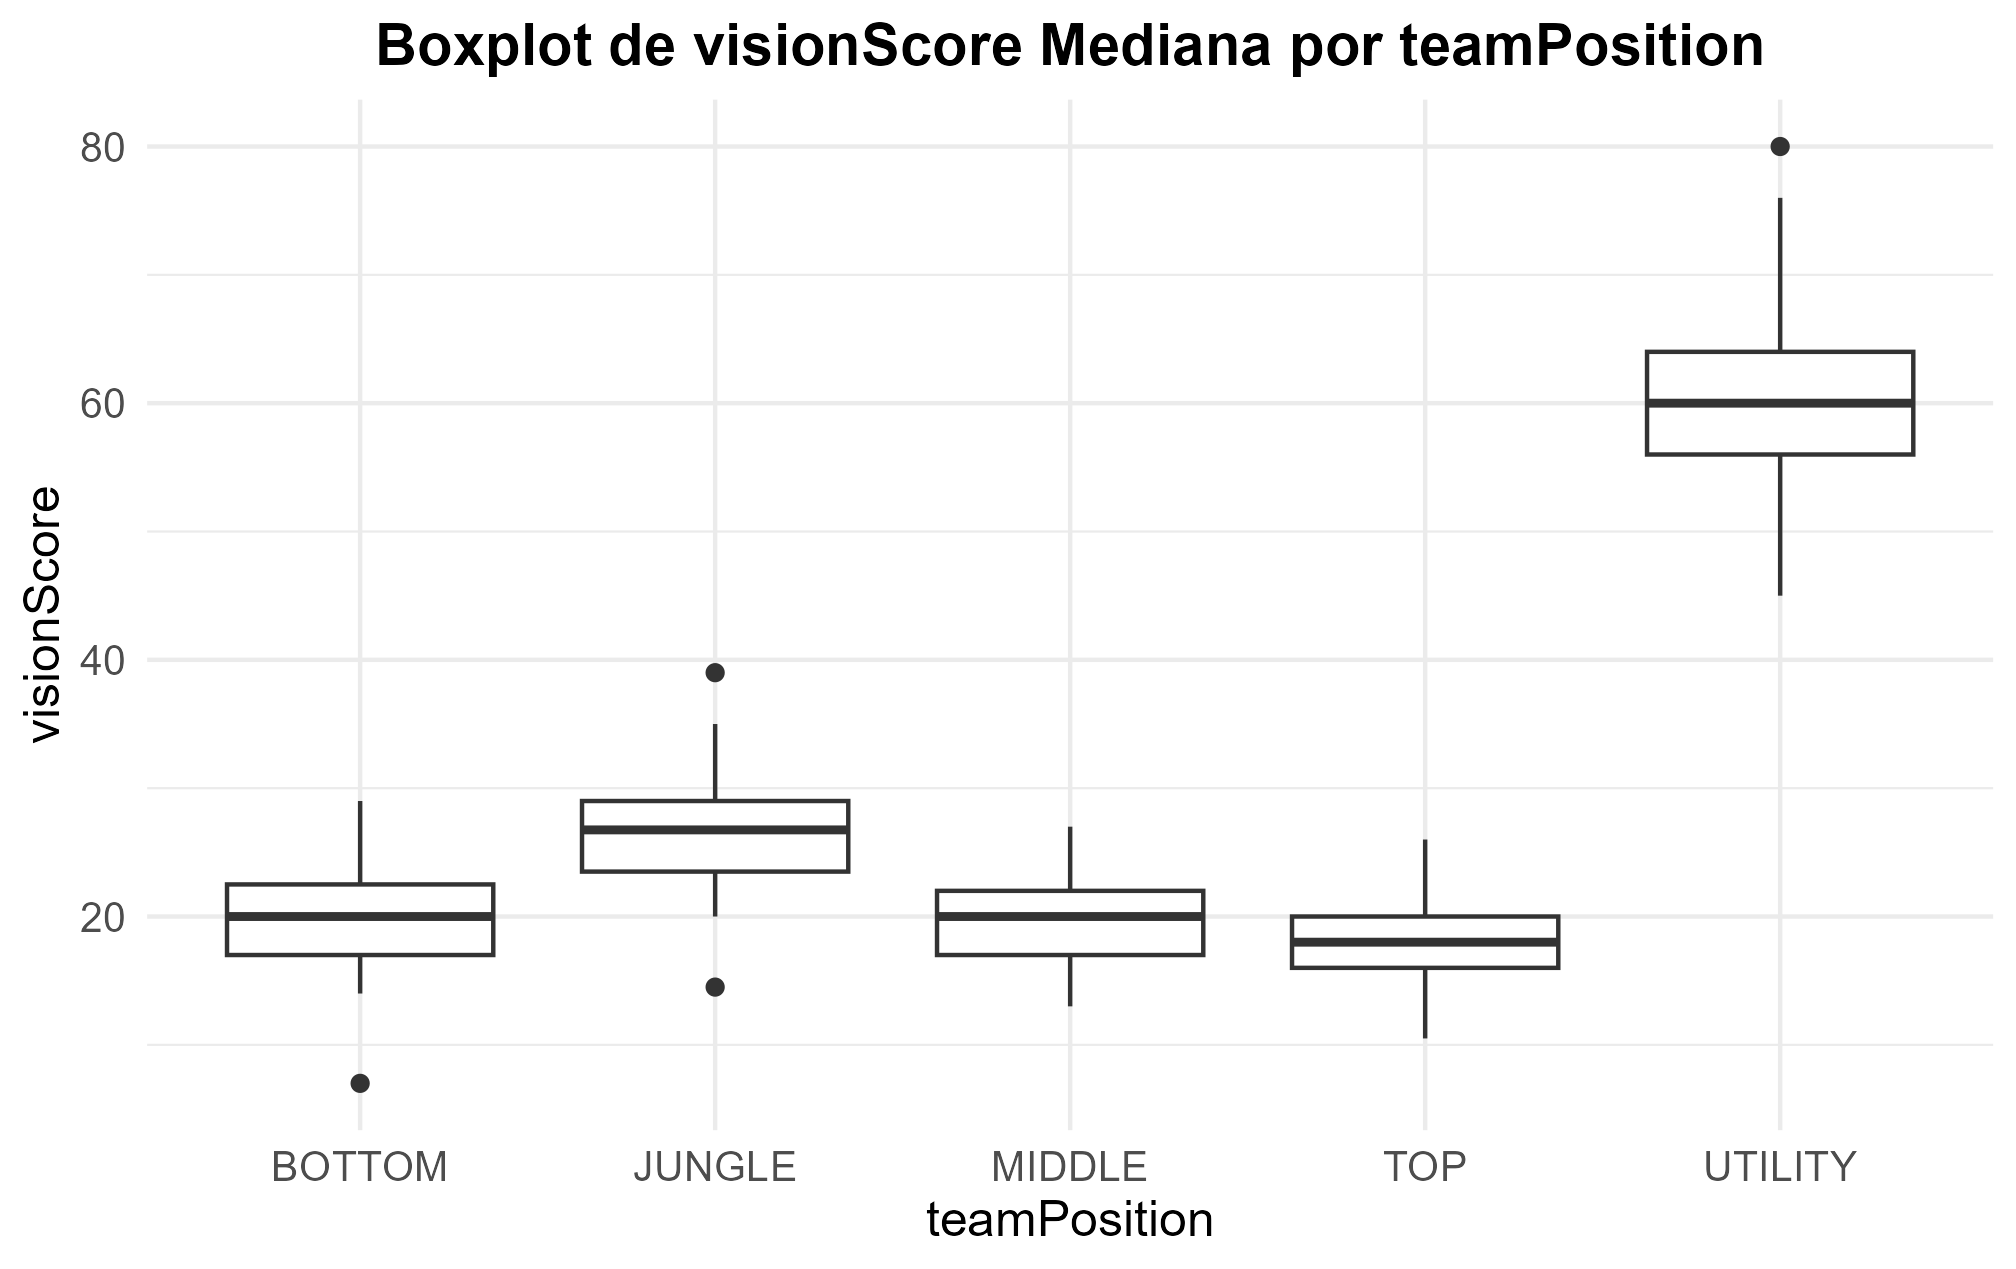 Boxplot de visionScore Mediana por teamPosition
visionScore
80
60
40
20
BOTTOM JUNGLE MIDDLE TOP UTILITY
teamPosition